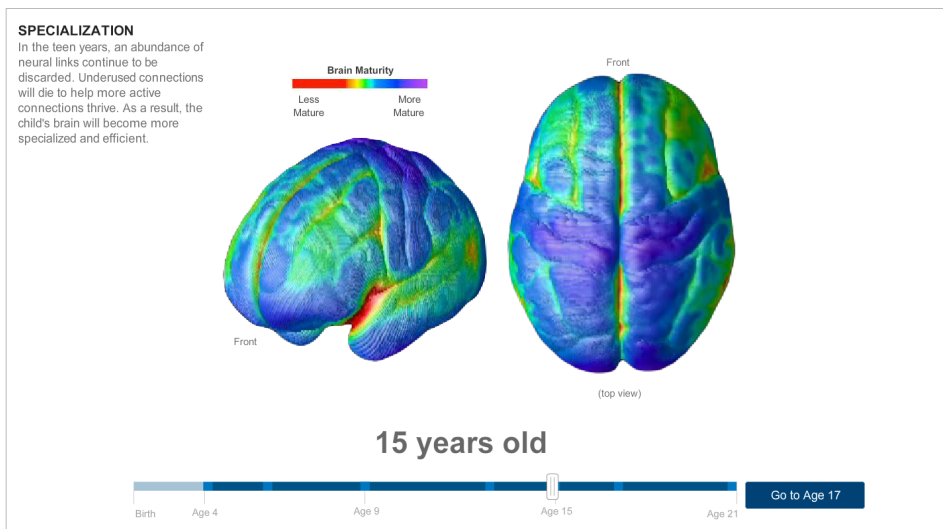 SPECIALIZATION
In the teen years, an abundance of
neural links continue to be
discarded. Underused connections
will die to help more active
connections thrive. As a result, the
child's brain will become more
specialized and efficient.
Brain Maturity
Less
Mature
More
Mature
Front
Front
(top view)
15 years old
Birth
Age 4
Age 9
Age 15
Age 21
Go to Age 17